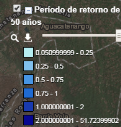 Período de retorno de
50 años
0.050999999 - 0.25
0.25 - 0.5
0.5 - 0.75
0.75 - 1
1.000000001 - 2
2.000000001 - 51.72399902